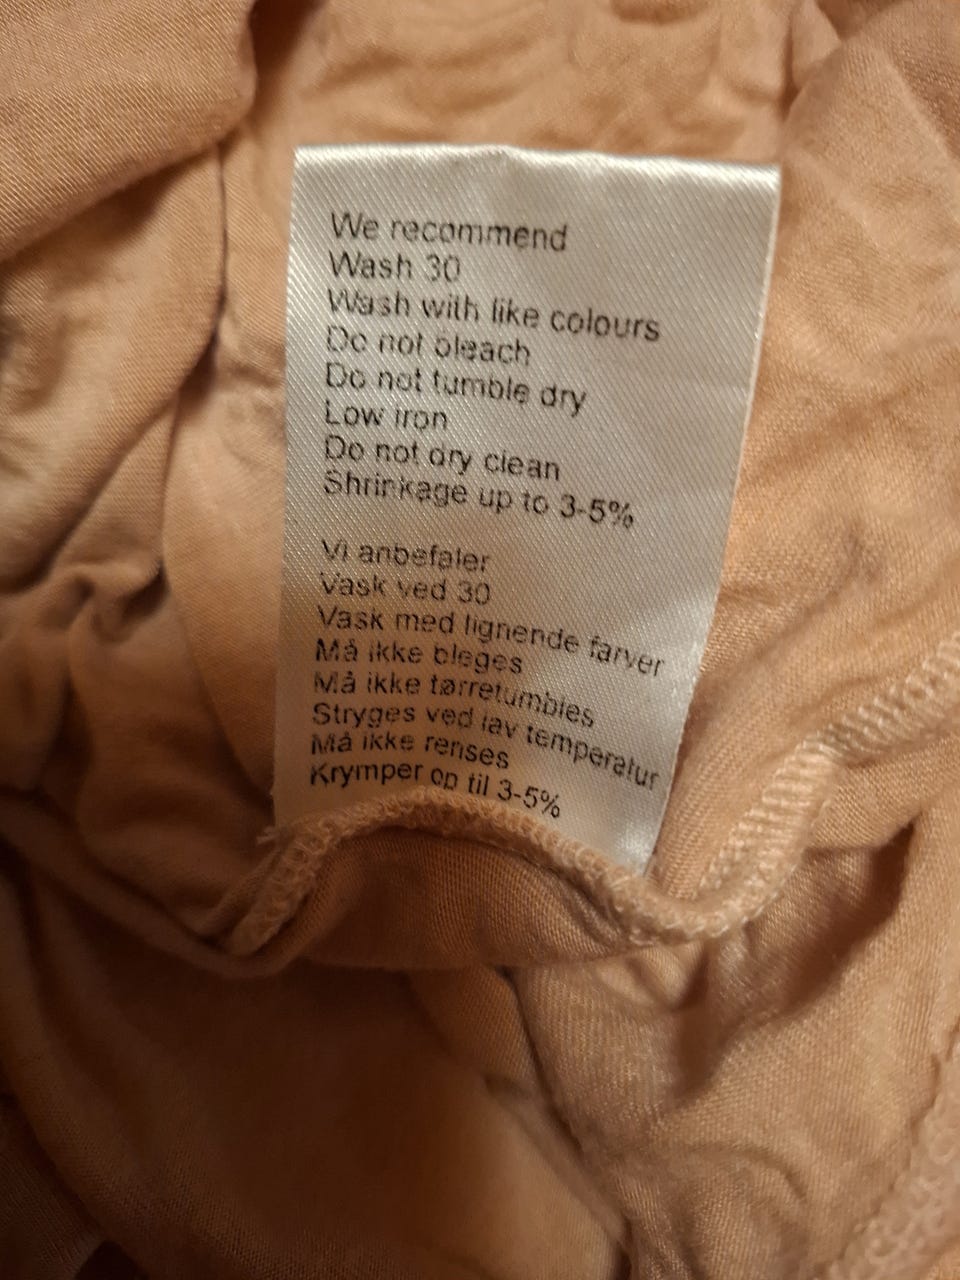 We recommend
Wash 30
Wash with like colours
Do not bleach
Do not tumble dry
Low iron
Do not dry clean
Shrinkage up to 3-5%
Vi anbefaler
Vask ved 30
Vask med lignende farver
Må ikke bleges
Må ikke tørretumbles
Stryges ved lav temperatur
Må ikke renses
Krymper op til 3-5%